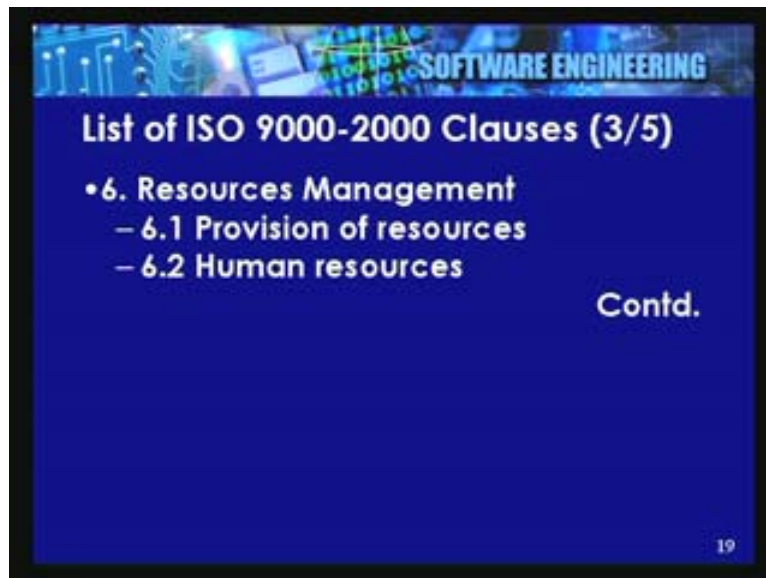 SOFTWARE ENGINEERING
List of ISO 9000-2000 Clauses (3/5)
•6. Resources Management
– 6.1 Provision of resources
– 6.2 Human resources
Contd.
19